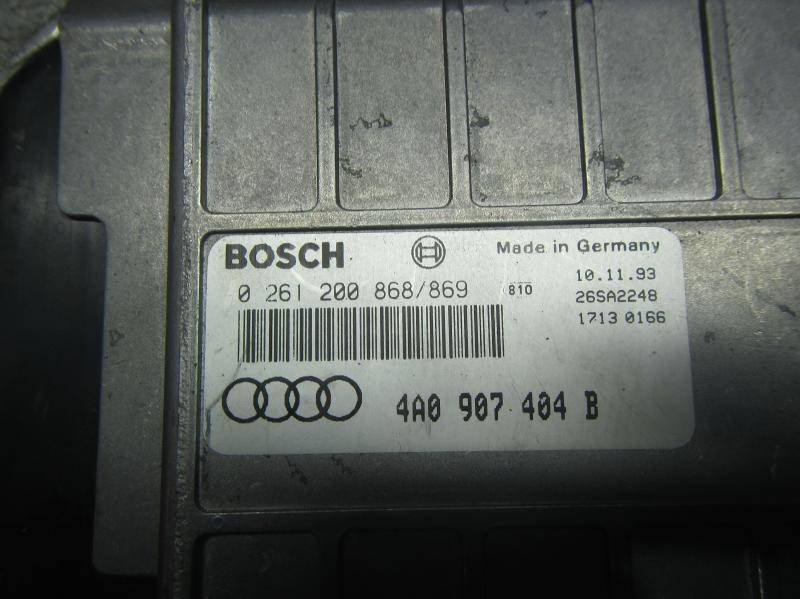 BOSCH
Made in Germany
0 261 200 868/869
810
10.11.93
26SA2248
1713 0166
4A0 907 404 B